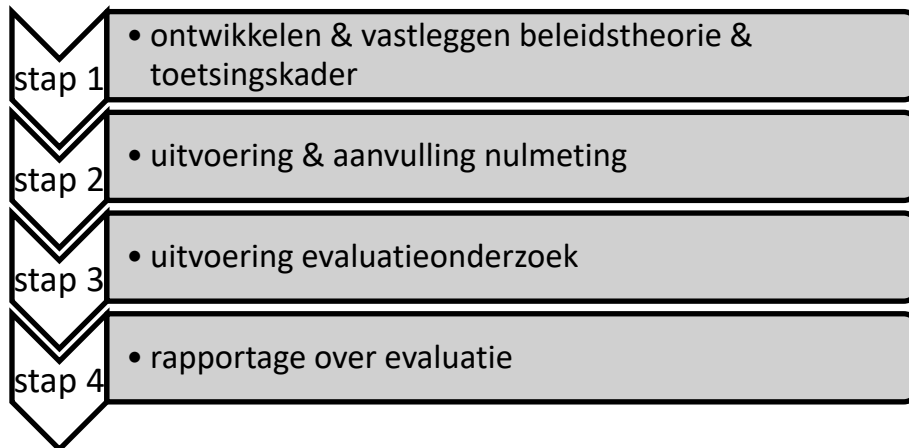 stap 1
• ontwikkelen & vastleggen beleidstheorie &
toetsingskader
stap 2
• uitvoering & aanvulling nulmeting
stap 3
• uitvoering evaluatieonderzoek
stap 4
• rapportage over evaluatie